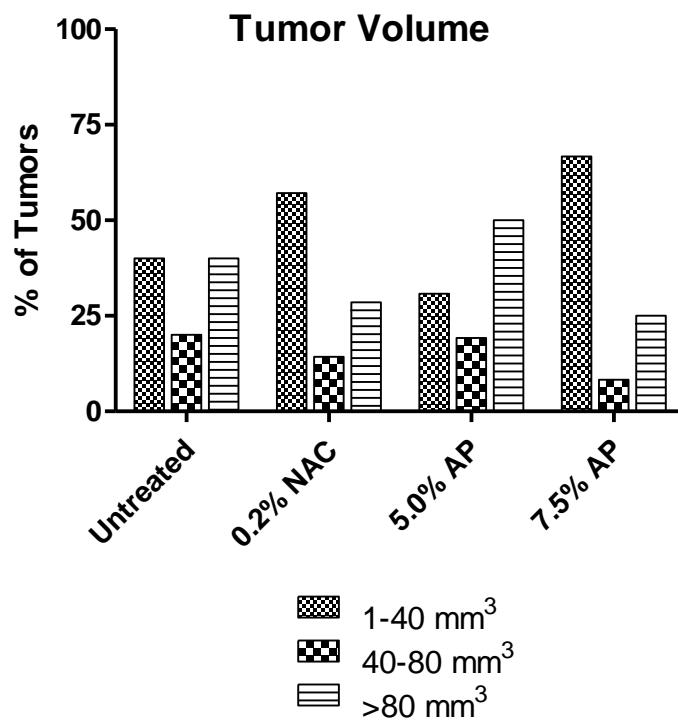 Tumor Volume
% of Tumors
100
75
50
25
0
Untreated
0.2% NAC
5.0% AP
7.5% AP
1-40 mm³
40-80 mm³
>80 mm³